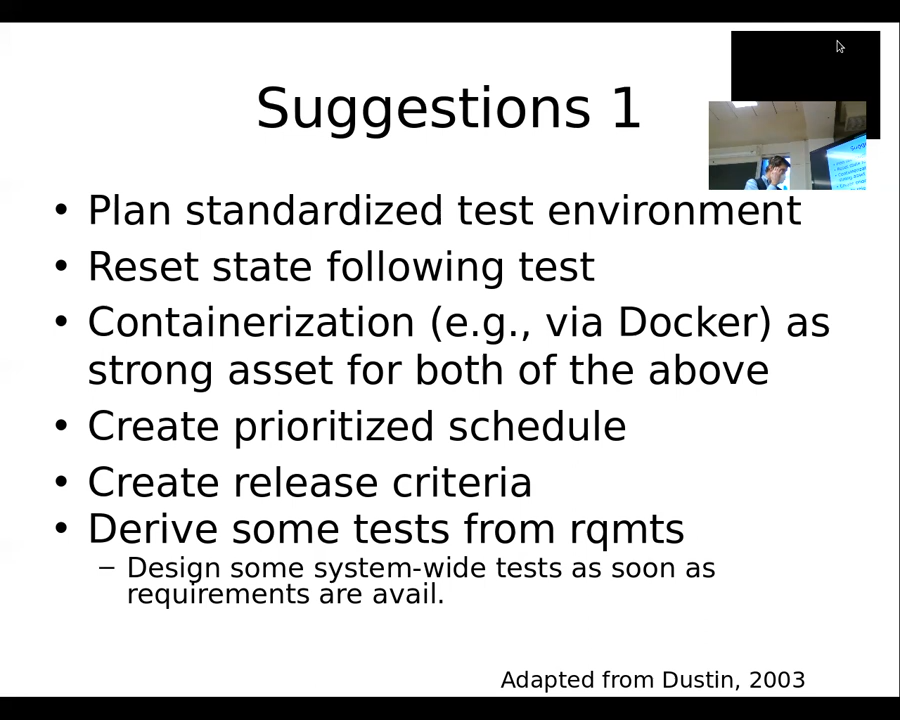 Suggestions 1
• Plan standardized test environment
• Reset state following test
• Containerization (e.g., via Docker) as
strong asset for both of the above
• Create prioritized schedule
• Create release criteria
• Derive some tests from rqmts
– Design some system-wide tests as soon as
requirements are avail.
Adapted from Dustin, 2003